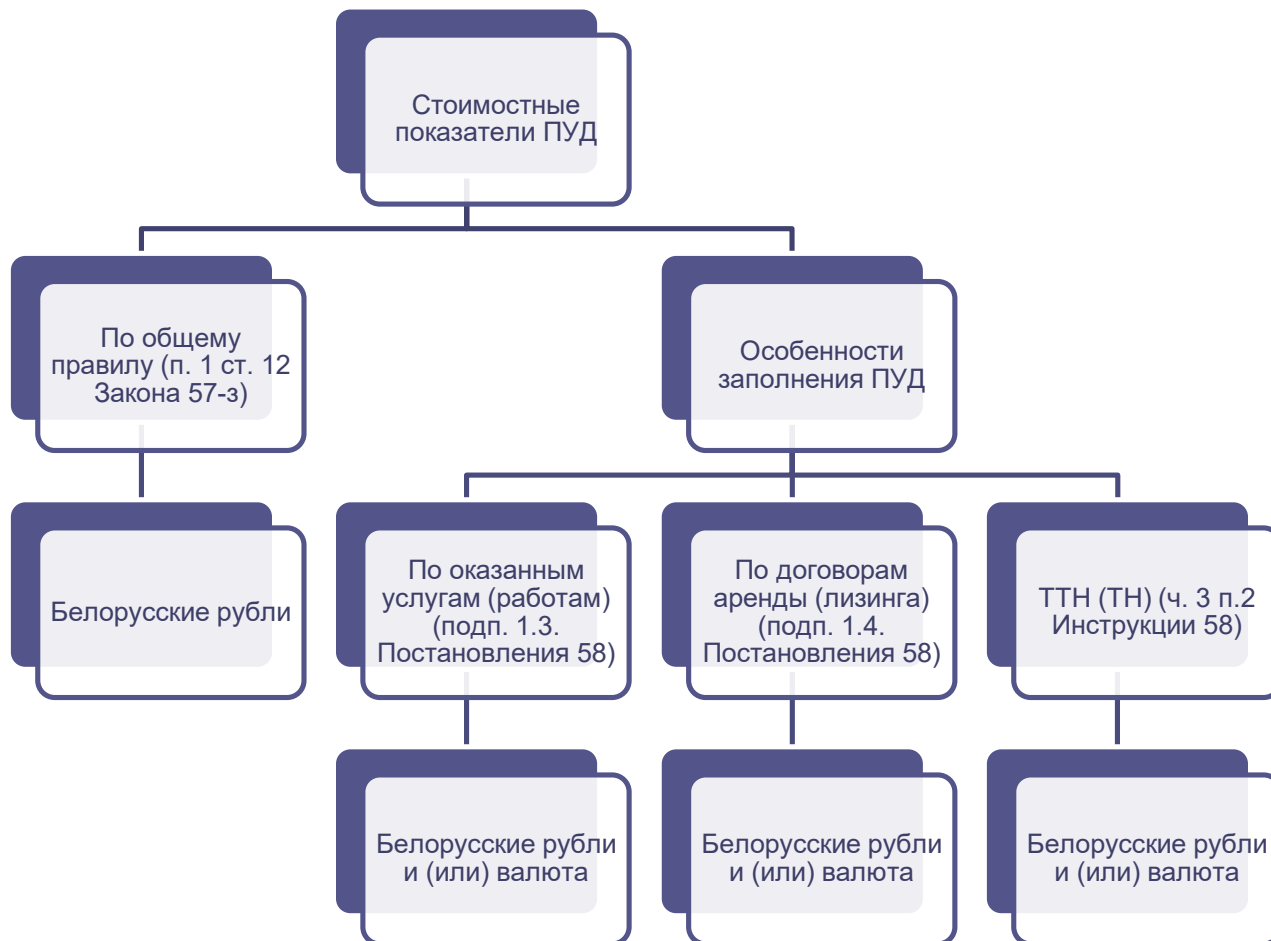 Стоимостные
показатели ПУД
По общему
правилу (п. 1 ст. 12
Закона 57-з)
Особенности
заполнения ПУД
Белорусские рубли
По оказанным
услугам (работам)
(подп. 1.3.
Постановления 58)
По договорам
аренды (лизинга)
(подп. 1.4.
Постановления 58)
ТТН (ТН) (ч. 3 п.2
Инструкции 58)
Белорусские рубли
и (или) валюта
Белорусские рубли
и (или) валюта
Белорусские рубли
и (или) валюта